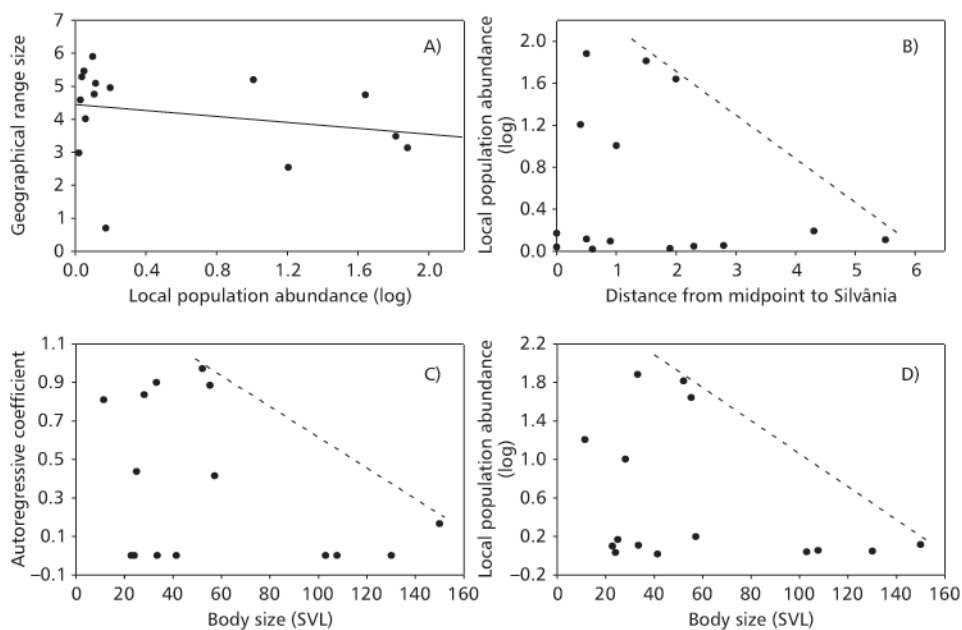 A)
Geographical range size
7
6
5
4
3
2
1
0
0.0 0.4 0.8 1.2 1.6 2.0
Local population abundance (log)
B)
Local population abundance
(log)
2.0
1.6
1.2
0.8
0.4
0.0
0 1 2 3 4 5 6
Distance from midpoint to Silvânia
C)
Autoregressive coefficient
1.1
0.9
0.7
0.5
0.3
0.1
–0.1
0 20 40 60 80 100 120 140 160
Body size (SVL)
D)
Local population abundance
(log)
2.2
1.8
1.4
1.0
0.6
0.2
–0.2
0 20 40 60 80 100 120 140 160
Body size (SVL)